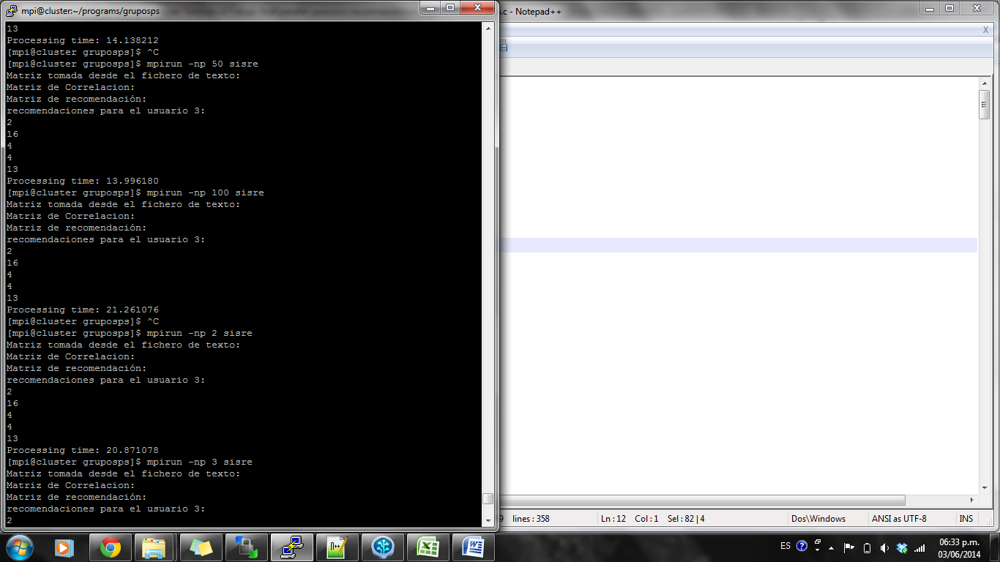 mpi@cluster:~/programs/gruposps
13
Processing time: 14.138212
[mpi@cluster gruposps]$ ^C
[mpi@cluster gruposps]$ mpirun -np 50 sisre
Matriz tomada desde el fichero de texto:
Matriz de Correlacion:
Matriz de recomendación:
recomendaciones para el usuario 3:
2
16
4
4
13
Processing time: 13.996180
[mpi@cluster gruposps]$ mpirun -np 100 sisre
Matriz tomada desde el fichero de texto:
Matriz de Correlacion:
Matriz de recomendación:
recomendaciones para el usuario 3:
2
16
4
4
13
Processing time: 21.261076
[mpi@cluster gruposps]$ ^C
[mpi@cluster gruposps]$ mpirun -np 2 sisre
Matriz tomada desde el fichero de texto:
Matriz de Correlacion:
Matriz de recomendación:
recomendaciones para el usuario 3:
2
16
4
4
13
Processing time: 20.871078
[mpi@cluster gruposps]$ mpirun -np 3 sisre
Matriz tomada desde el fichero de texto:
Matriz de Correlacion:
Matriz de recomendación:
recomendaciones para el usuario 3:
2
.c - Notepad++
X
9 lines : 358 Ln : 12 Col : 1 Sel : 82 | 4 Dos\Windows ANSI as UTF-8 INS
ES
06:33 p.m.
03/06/2014